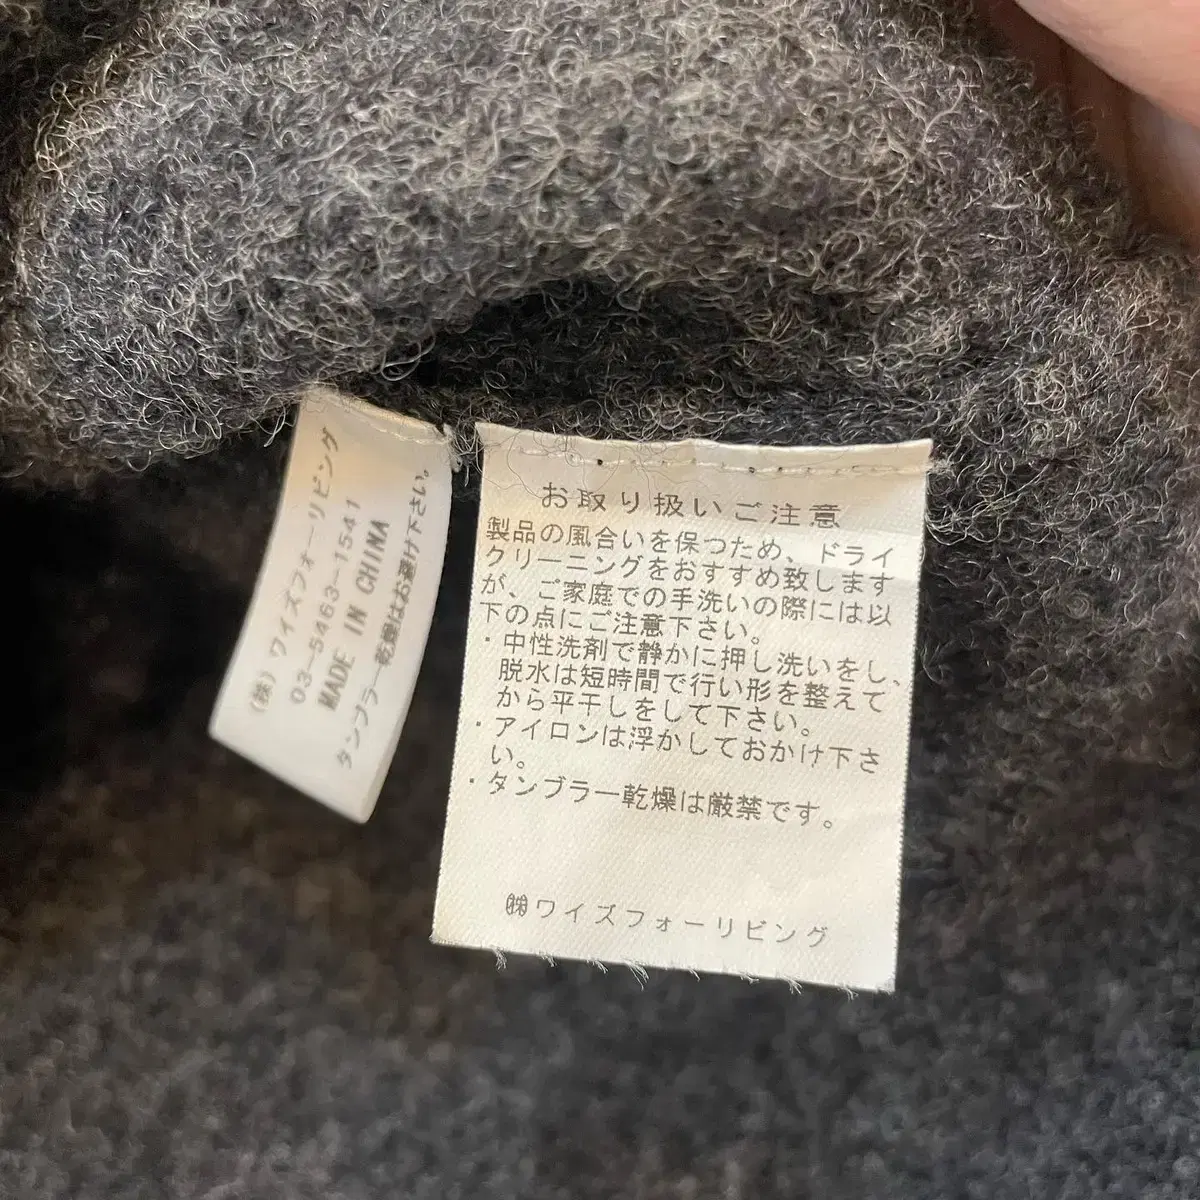 (株)ワイズフォーリビング
03-5463-1541
MADE IN CHINA
タンブラー乾燥はお避け下さい。
お取り扱いご注意
製品の風合いを保つため、ドライ
クリーニングをおすすめ致します
が、ご家庭での手洗いの際には以
下の点にご注意下さい。
・中性洗剤で静かに押し洗いをし、
脱水は短時間で行い形を整えて
から平干しをして下さい。
・アイロンは浮かしておかけ下さ
い。
・タンブラー乾燥は厳禁です。
㈱ワイズフォーリビング